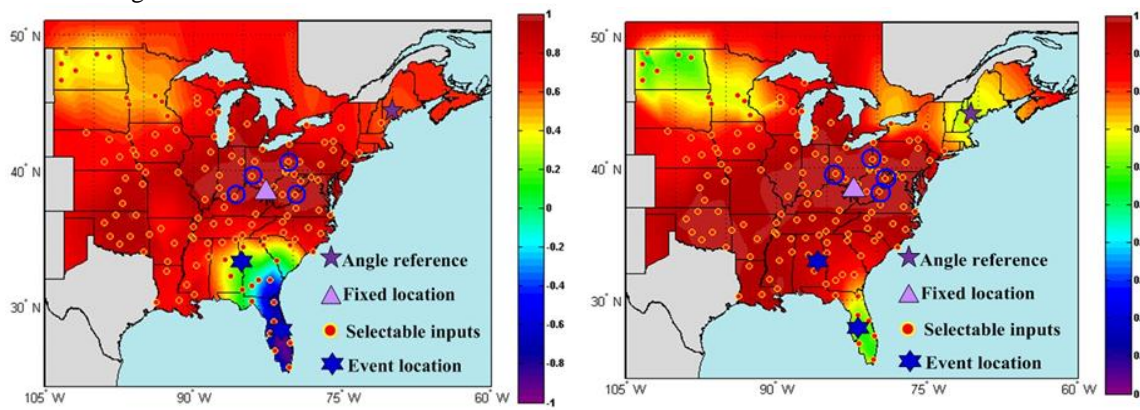 50° N
40° N
30° N
105° W
90° W
75° W
60° W
Angle reference
Fixed location
Selectable inputs
Event location
1
0.8
0.6
0.4
0.2
0
-0.2
-0.4
-0.6
-0.8
-1
50° N
40° N
30° N
105° W
90° W
75° W
60° W
Angle reference
Fixed location
Selectable inputs
Event location
1